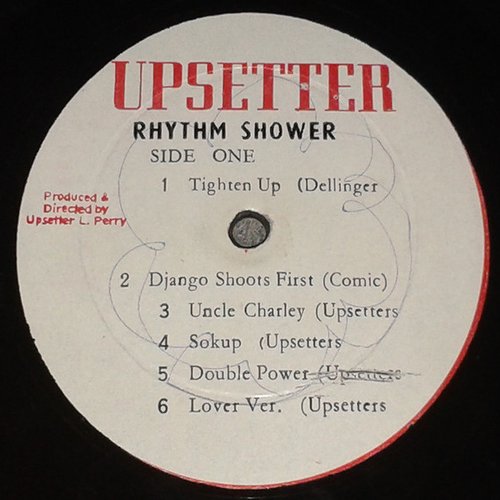 UPSETTER
RHYTHM SHOWER
SIDE ONE
1 Tighten Up (Dellinger
Produced &
Directed by
Upsetter L. Perry
2 Django Shoots First (Comic)
3 Uncle Charley (Upsetters
4 Sokup (Upsetters
5 Double Power (Upsetters
6 Lover Ver. (Upsetters